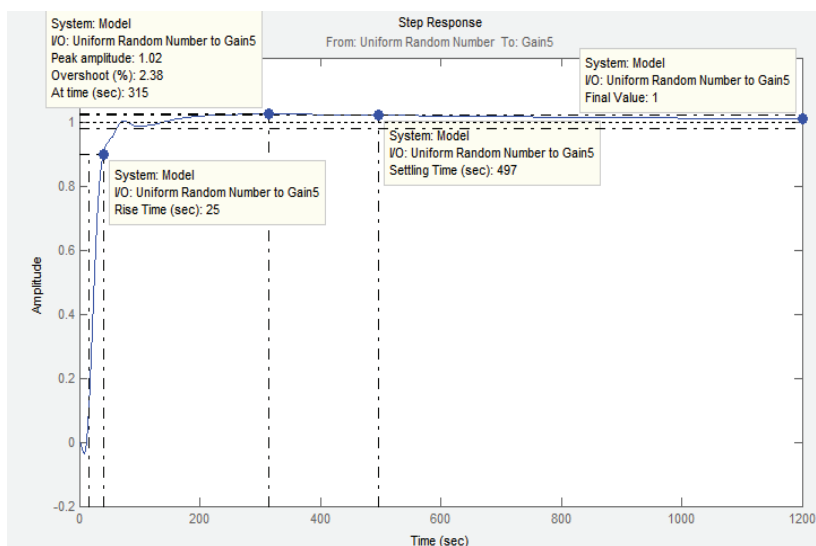 Step Response
From: Uniform Random Number To: Gain5
System: Model
I/O: Uniform Random Number to Gain5
Peak amplitude: 1.02
Overshoot (%): 2.38
At time (sec): 315
System: Model
I/O: Uniform Random Number to Gain5
Final Value: 1
System: Model
I/O: Uniform Random Number to Gain5
Settling Time (sec): 497
System: Model
I/O: Uniform Random Number to Gain5
Rise Time (sec): 25
Amplitude
1
0.8
0.6
0.4
0.2
0
-0.2
0
200
400
600
800
1000
1200
Time (sec)